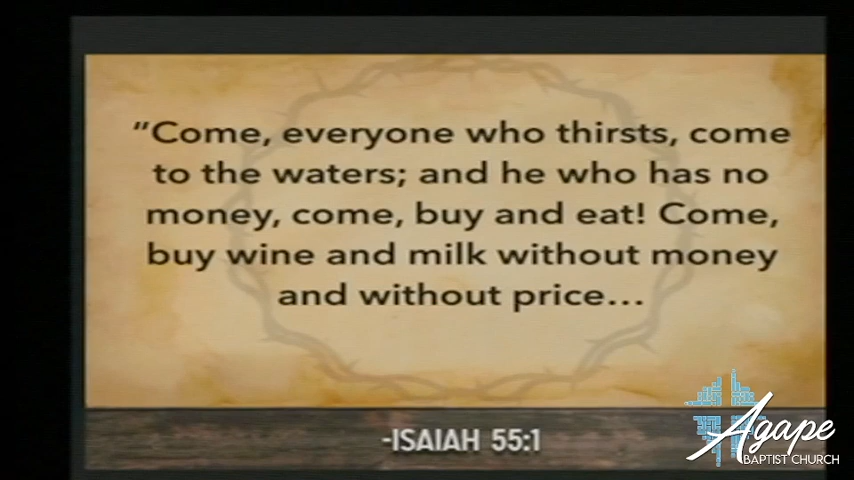 “Come, everyone who thirsts, come
to the waters; and he who has no
money, come, buy and eat! Come,
buy wine and milk without money
and without price...
-ISAIAH 55:1
Agape
BAPTIST CHURCH